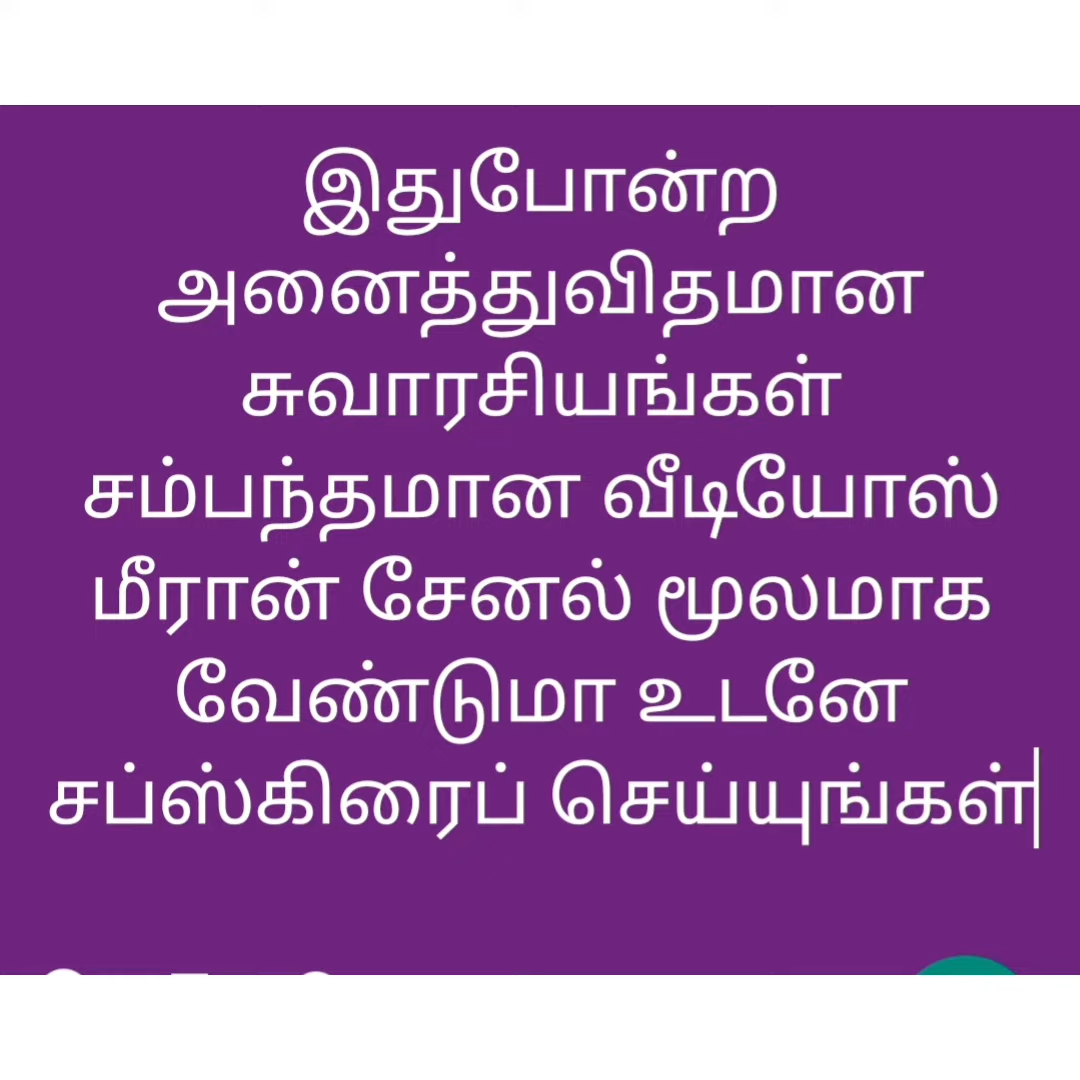 இதுபோன்ற
அனைத்துவிதமான
சுவாரசியங்கள்
சம்பந்தமான வீடியோஸ்
மீரான் சேனல் மூலமாக
வேண்டுமா உடனே
சப்ஸ்கிரைப் செய்யுங்கள்